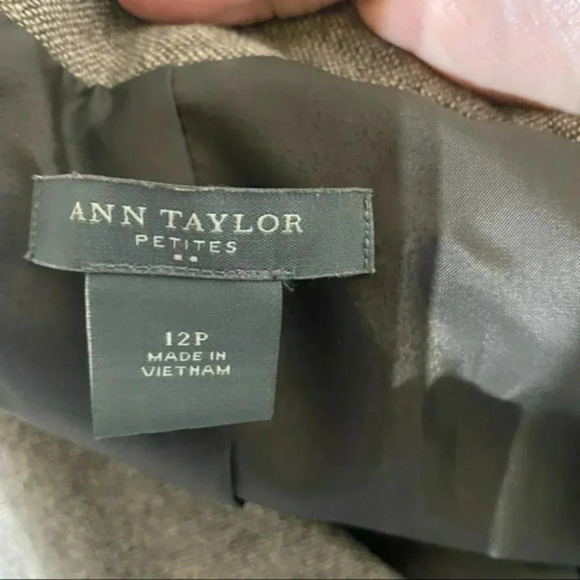 ANN TAYLOR
PETITES
12P
MADE IN
VIETNAM